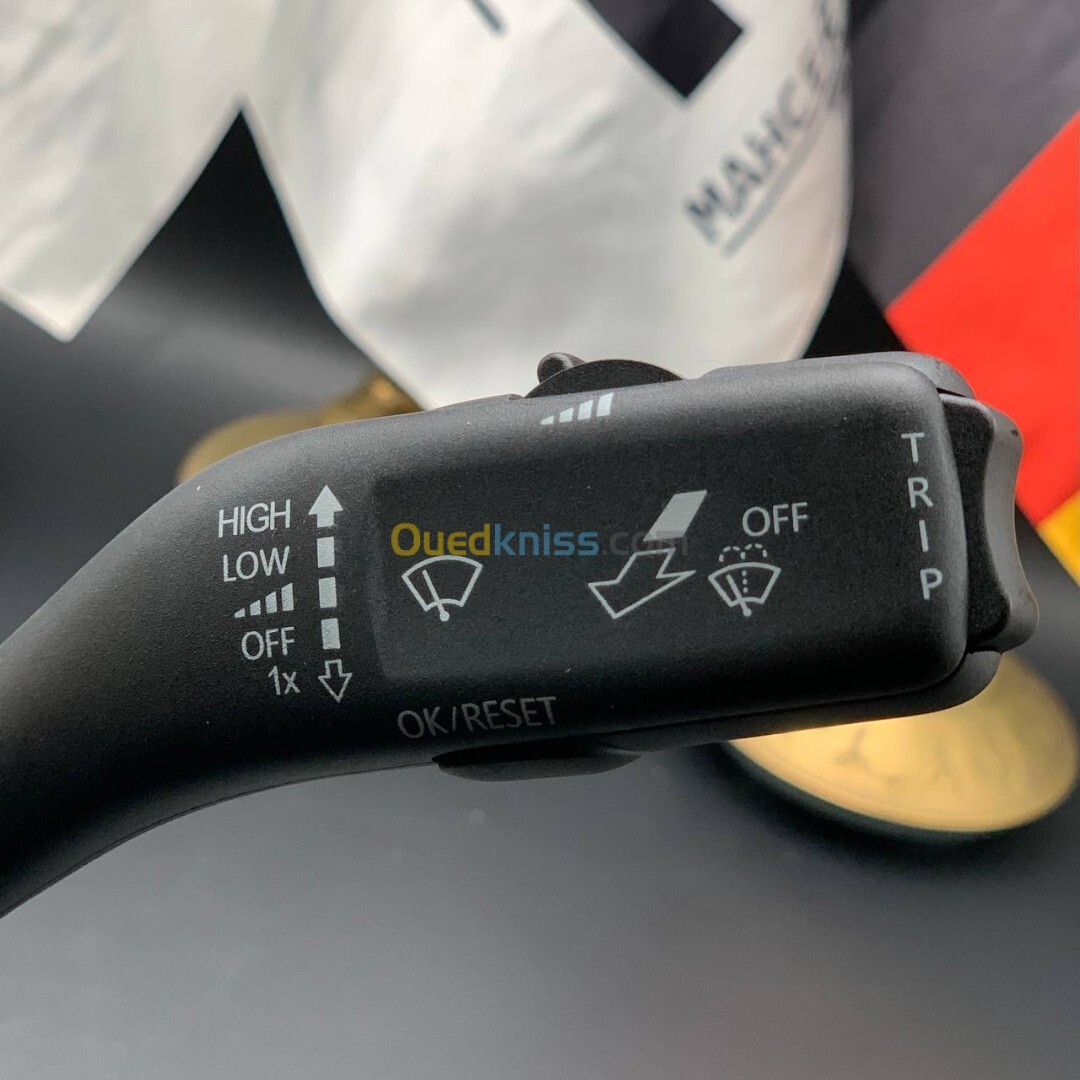 MAHCE
HIGH
LOW
OFF
1x
Ouedkniss.com
OFF
TRIP
OK/RESET